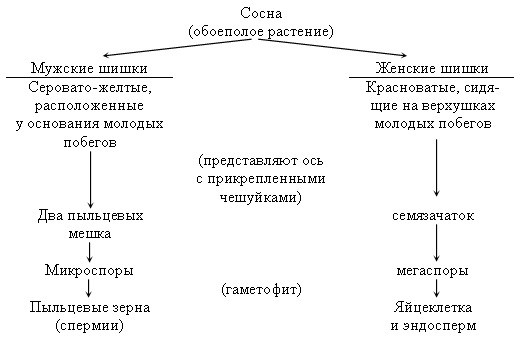 Сосна
(обоеполое растение)
Мужские шишки
Серовато-желтые,
расположенные
у основания молодых
побегов
Женские шишки
Красноватые, сидя-
щие на верхушках
молодых побегов
(представляют ось
с прикрепленными
чешуйками)
Два пыльцевых
мешка
семязачаток
Микроспоры
мегаспоры
(гаметофит)
Пыльцевые зерна
(спермии)
Яйцеклетка
и эндосперм